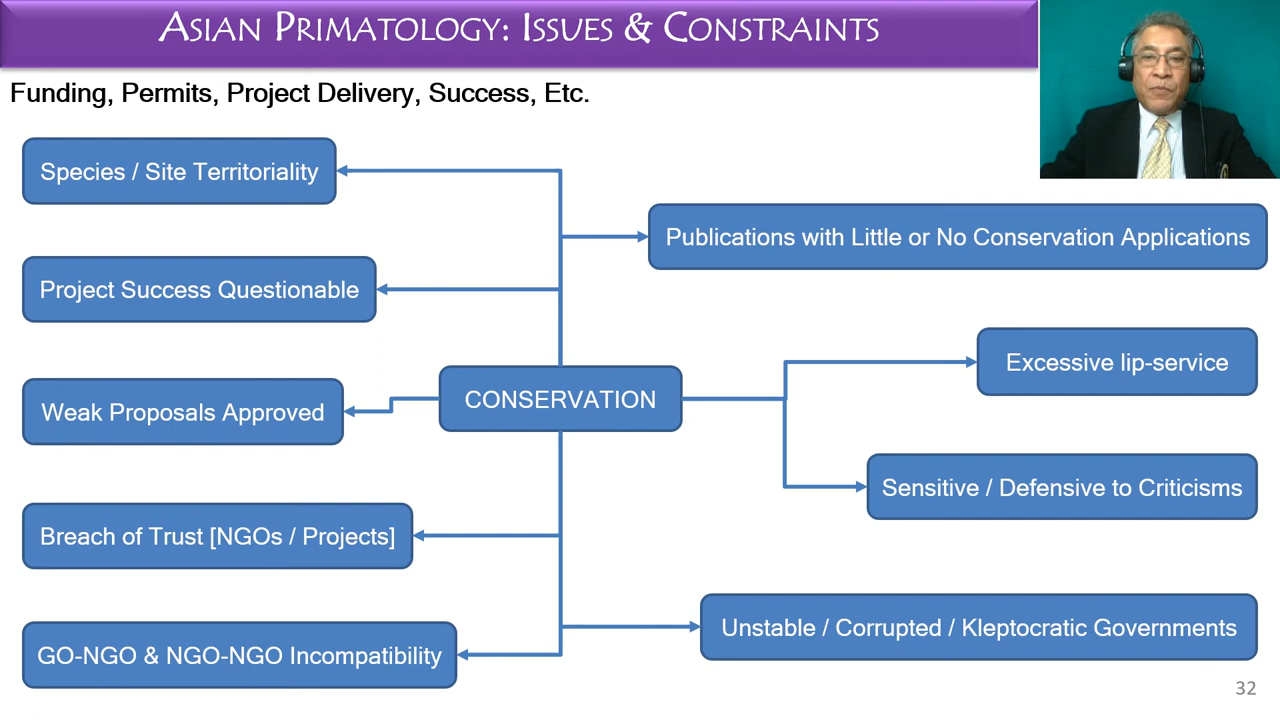 ASIAN PRIMATOLOGY: ISSUES & CONSTRAINTS
Funding, Permits, Project Delivery, Success, Etc.
Species / Site Territoriality
Publications with Little or No Conservation Applications
Project Success Questionable
Excessive lip-service
CONSERVATION
Weak Proposals Approved
Sensitive / Defensive to Criticisms
Breach of Trust [NGOs / Projects]
Unstable / Corrupted / Kleptocratic Governments
GO-NGO & NGO-NGO Incompatibility
32